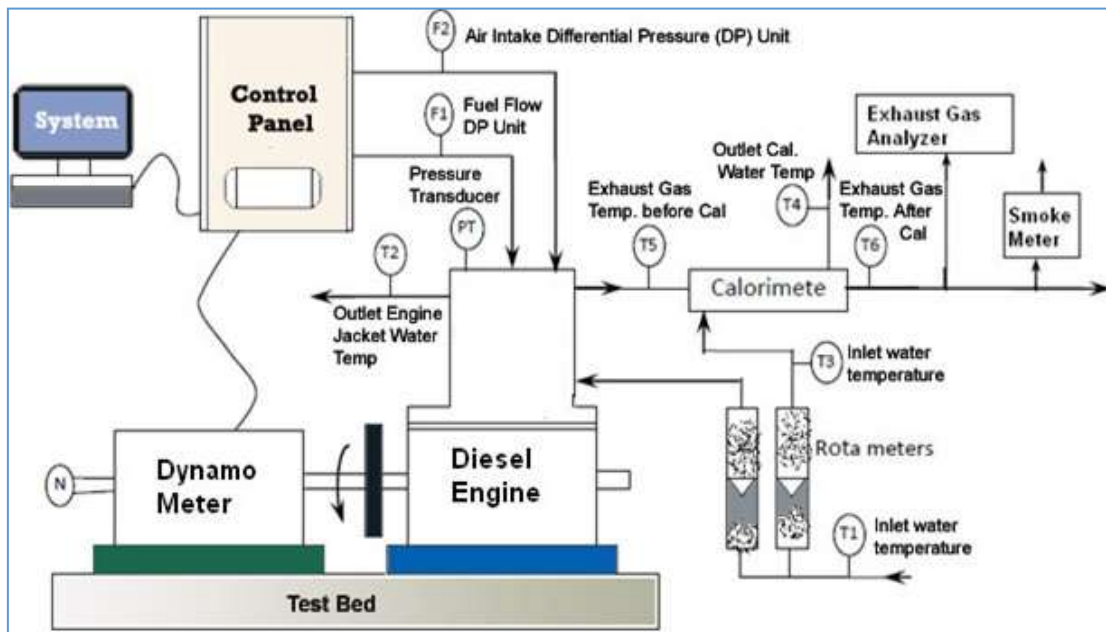 F2
Air Intake Differential Pressure (DP) Unit
System
Control
Panel
F1
Fuel Flow
DP Unit
Pressure
Transducer
PT
T2
Outlet Engine
Jacket Water
Temp
Exhaust Gas
Temp. before Cal
T5
Outlet Cal.
Water Temp
T4
Exhaust Gas
Temp. After
Cal
T6
Exhaust Gas
Analyzer
Smoke
Meter
Calorimete
T3
Inlet water
temperature
Rota meters
T1
Inlet water
temperature
N
Dynamo
Meter
Diesel
Engine
Test Bed